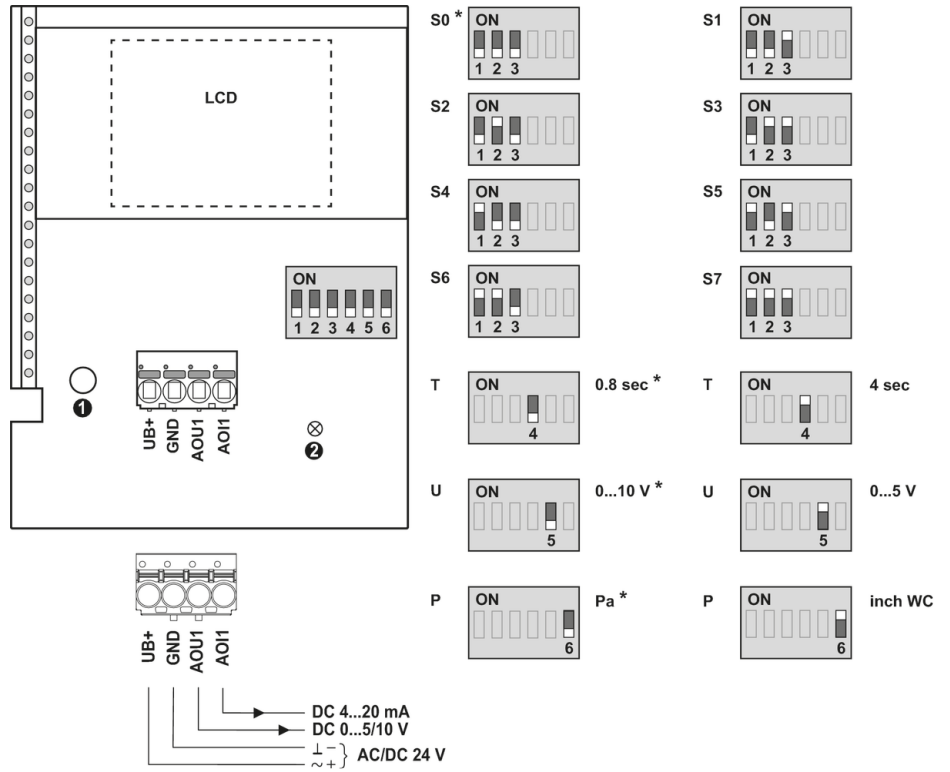 LCD
ON
1 2 3 4 5 6
❶
UB+
GND
AOU1
AOI1
❷
UB+
GND
AOU1
AOI1
DC 4...20 mA
DC 0...5/10 V
⊥ −
~ +
} AC/DC 24 V
S0 *
ON
1 2 3
S1
ON
1 2 3
S2
ON
1 2 3
S3
ON
1 2 3
S4
ON
1 2 3
S5
ON
1 2 3
S6
ON
1 2 3
S7
ON
1 2 3
T
ON
4
0.8 sec *
T
ON
4
4 sec
U
ON
5
0...10 V *
U
ON
5
0...5 V
P
ON
6
Pa *
P
ON
6
inch WC